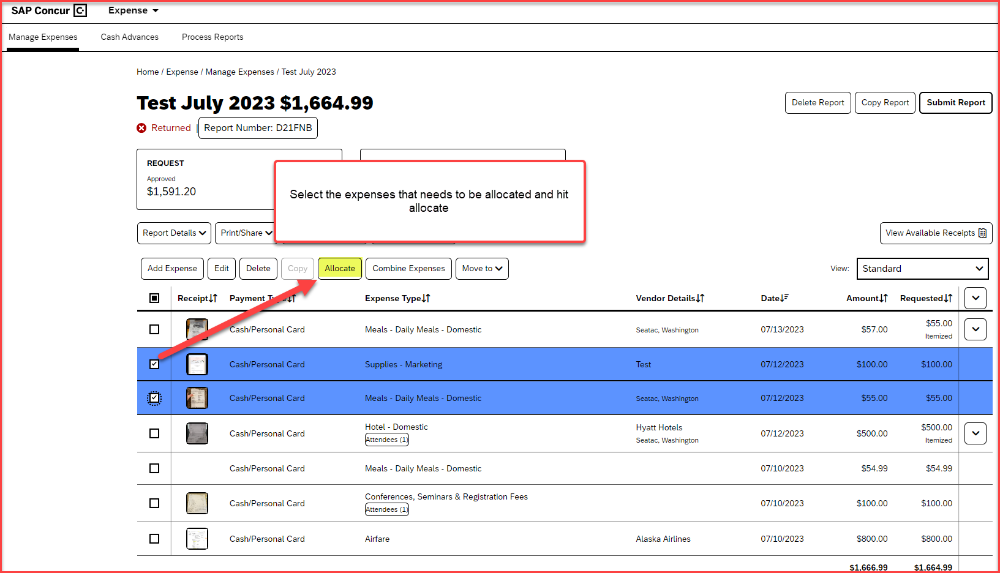 SAP Concur C Expense
Manage Expenses Cash Advances Process Reports
Home / Expense / Manage Expenses / Test July 2023
Test July 2023 $1,664.99
Delete Report Copy Report Submit Report
Returned | Report Number: D21FNB
REQUEST
Approved
$1,591.20
Select the expenses that needs to be allocated and hit
allocate
Report Details Print/Share View Available Receipts
Add Expense Edit Delete Copy Allocate Combine Expenses Move to View: Standard
Receipt Payment Type Expense Type Vendor Details Date Amount Requested
Cash/Personal Card Meals - Daily Meals - Domestic Seatac, Washington 07/13/2023 $57.00 $55.00
Itemized
Cash/Personal Card Supplies - Marketing Test 07/12/2023 $100.00 $100.00
Cash/Personal Card Meals - Daily Meals - Domestic Seatac, Washington 07/12/2023 $55.00 $55.00
Hotel - Domestic Hyatt Hotels $500.00
Cash/Personal Card 07/12/2023 $500.00
Attendees (1) Seatac, Washington Itemized
Cash/Personal Card Meals - Daily Meals - Domestic 07/10/2023 $54.99 $54.99
Conferences, Seminars & Registration Fees
Cash/Personal Card 07/10/2023 $100.00 $100.00
Attendees (1)
Cash/Personal Card Airfare Alaska Airlines 07/10/2023 $800.00 $800.00
$1,666.99 $1,664.99